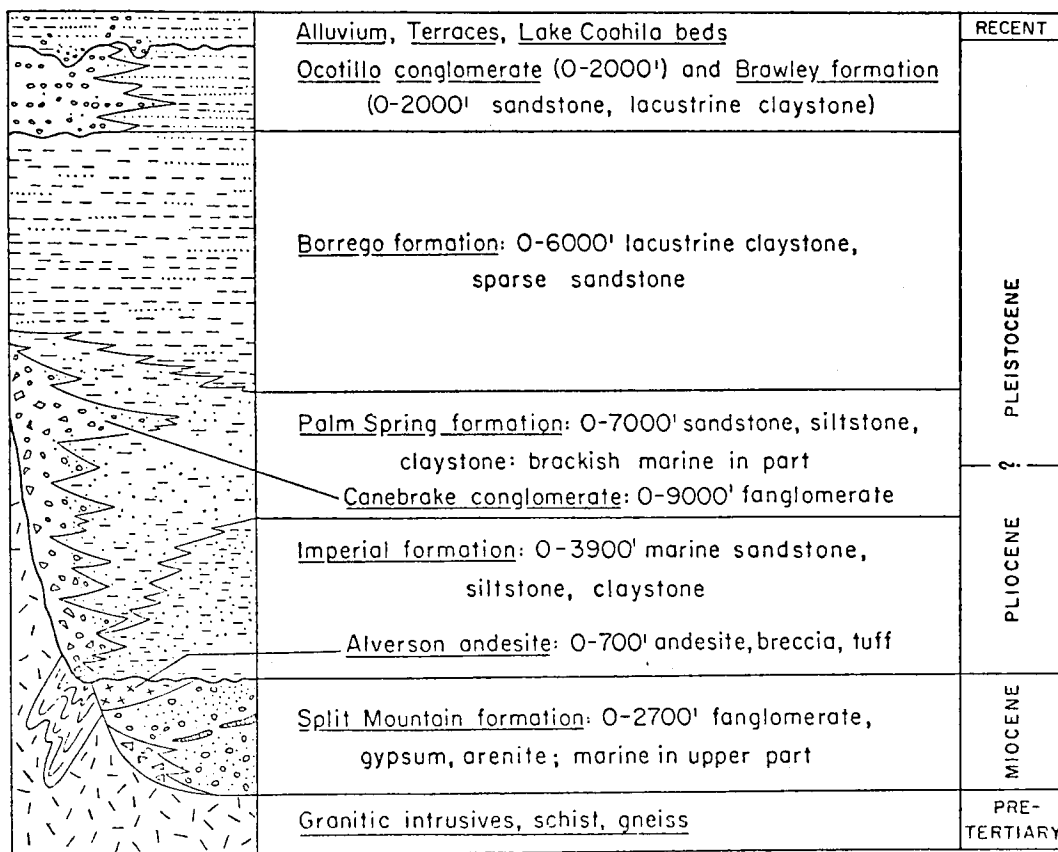 Alluvium, Terraces, Lake Coahila beds
Ocotillo conglomerate (0-2000') and Brawley formation
(0-2000' sandstone, lacustrine claystone)
Borrego formation: 0-6000' lacustrine claystone,
sparse sandstone
Palm Spring formation: 0-7000' sandstone, siltstone,
claystone: brackish marine in part
Canebrake conglomerate: 0-9000' fanglomerate
Imperial formation: 0-3900' marine sandstone,
siltstone, claystone
Alverson andesite: 0-700' andesite, breccia, tuff
Split Mountain formation: 0-2700' fanglomerate,
gypsum, arenite; marine in upper part
Granitic intrusives, schist, gneiss
RECENT
PLEISTOCENE
?
PLIOCENE
MIOCENE
PRE-
TERTIARY